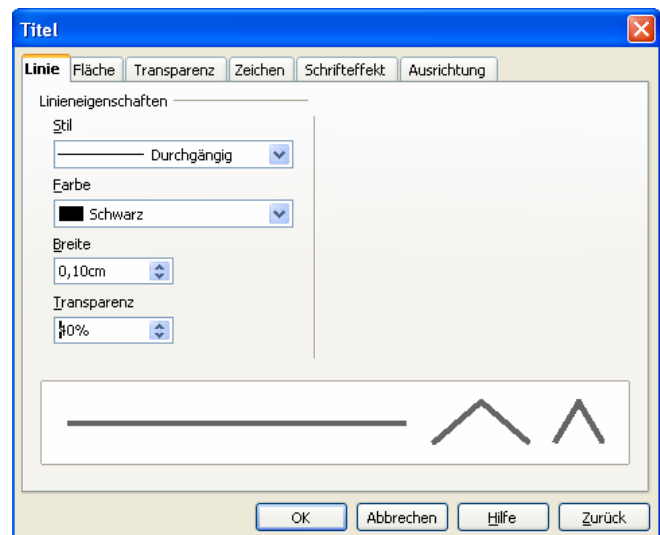 Titel
Linie Fläche Transparenz Zeichen Schrifteffekt Ausrichtung
Linieneigenschaften
Stil
Durchgängig
Farbe
Schwarz
Breite
0,10cm
Transparenz
OK Abbrechen Hilfe Zurück